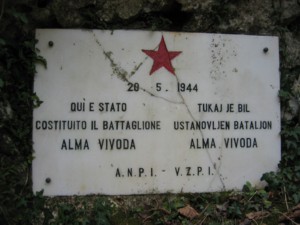 20 - 5 - 1944
QUI E STATO
COSTITUITO IL BATTAGLIONE
ALMA VIVODA
TUKAJ JE BIL
USTANOVLJEN BATALJON
ALMA VIVODA
A.N.P.I. - V.Z.P.I.